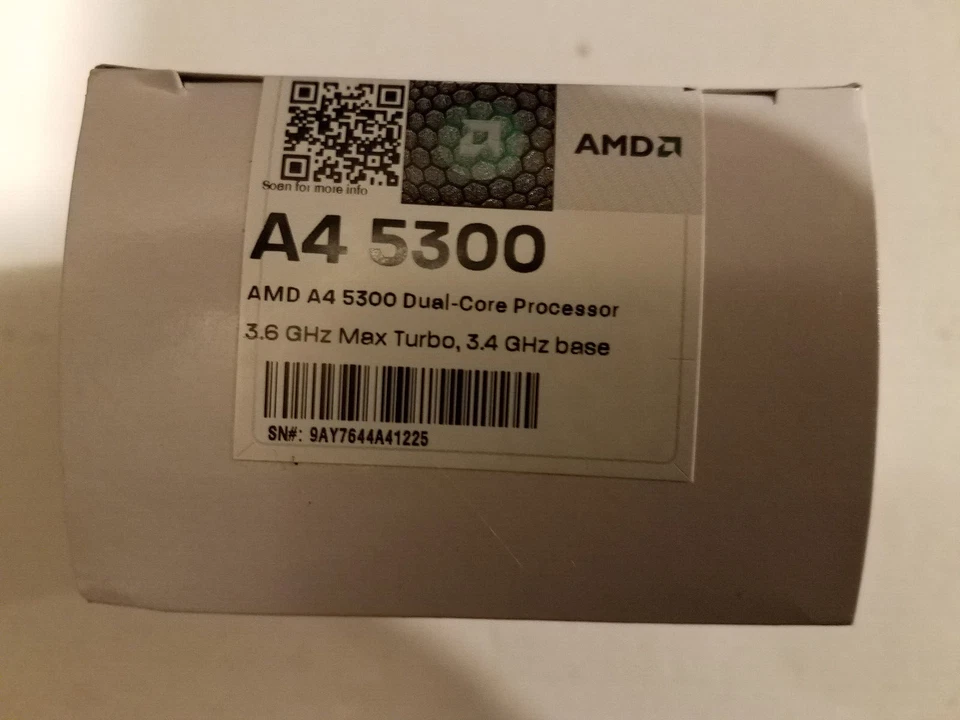 AMD
Scan for more info
A4 5300
AMD A4 5300 Dual-Core Processor
3.6 GHz Max Turbo, 3.4 GHz base
SN#: 9AY7644A41225